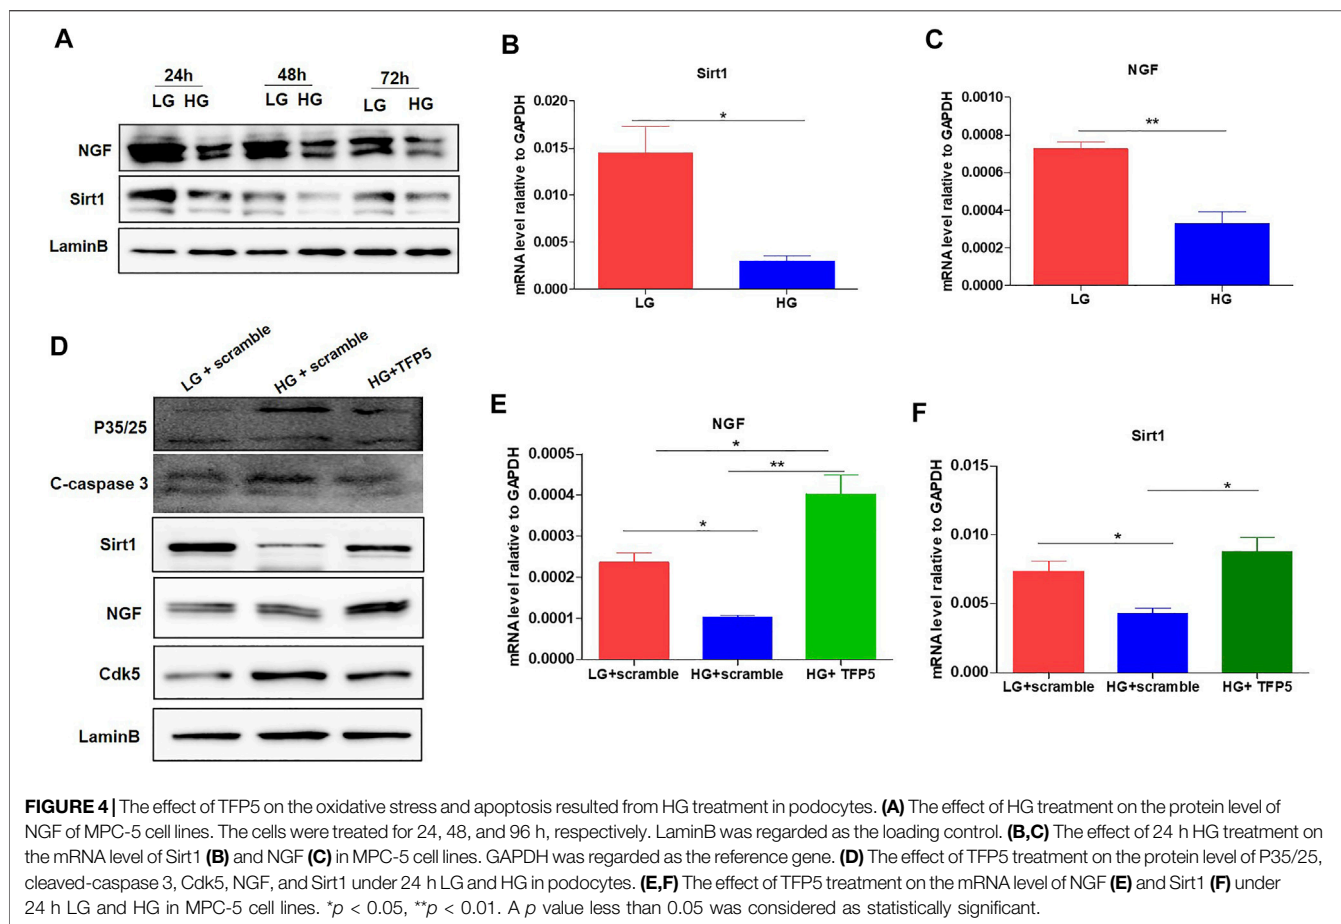 A
24h 48h 72h
LG HG LG HG LG HG
NGF
Sirt1
LaminB
B
Sirt1
mRNA level ralative to GAPDH
0.020
0.015
0.010
0.005
0.000
*
LG HG
C
NGF
mRNA level ralative to GAPDH
0.0010
0.0008
0.0006
0.0004
0.0002
0.0000
**
LG HG
D
LG + scramble HG + scramble HG+TFP5
P35/25
C-caspase 3
Sirt1
NGF
Cdk5
LaminB
E
NGF
mRNA level ralative to GAPDH
0.0005
0.0004
0.0003
0.0002
0.0001
0.0000
*
**
*
LG+scramble HG+scramble HG+ TFP5
F
Sirt1
mRNA level ralative to GAPDH
0.015
0.010
0.005
0.000
*
*
LG+scramble HG+scramble HG+ TFP5
FIGURE 4 | The effect of TFP5 on the oxidative stress and apoptosis resulted from HG treatment in podocytes. (A) The effect of HG treatment on the protein level of
NGF of MPC-5 cell lines. The cells were treated for 24, 48, and 96 h, respectively. LaminB was regarded as the loading control. (B,C) The effect of 24 h HG treatment on
the mRNA level of Sirt1 (B) and NGF (C) in MPC-5 cell lines. GAPDH was regarded as the reference gene. (D) The effect of TFP5 treatment on the protein level of P35/25,
cleaved-caspase 3, Cdk5, NGF, and Sirt1 under 24 h LG and HG in podocytes. (E,F) The effect of TFP5 treatment on the mRNA level of NGF (E) and Sirt1 (F) under
24 h LG and HG in MPC-5 cell lines. *p < 0.05, **p < 0.01. A p value less than 0.05 was considered as statistically significant.